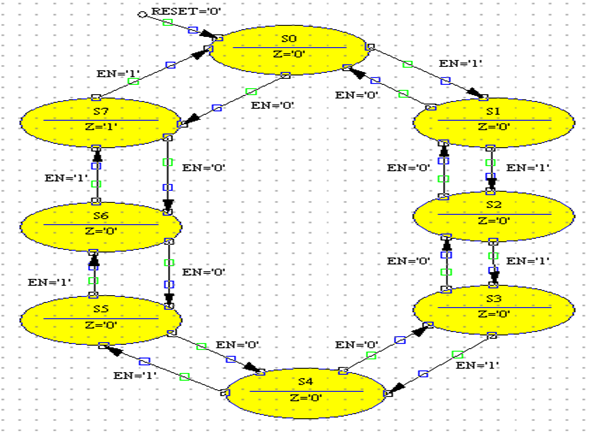 RESET='0'
S0
Z='0'
EN='1'
EN='1'
EN='0'
EN='0'
S7
Z='1'
S1
Z='0'
EN='0'
EN='0'
EN='1'
EN='1'
S6
Z='0'
S2
Z='0'
EN='0'
EN='0'
EN='1'
EN='1'
S5
Z='0'
S3
Z='0'
EN='0'
EN='0'
EN='1'
EN='1'
S4
Z='0'